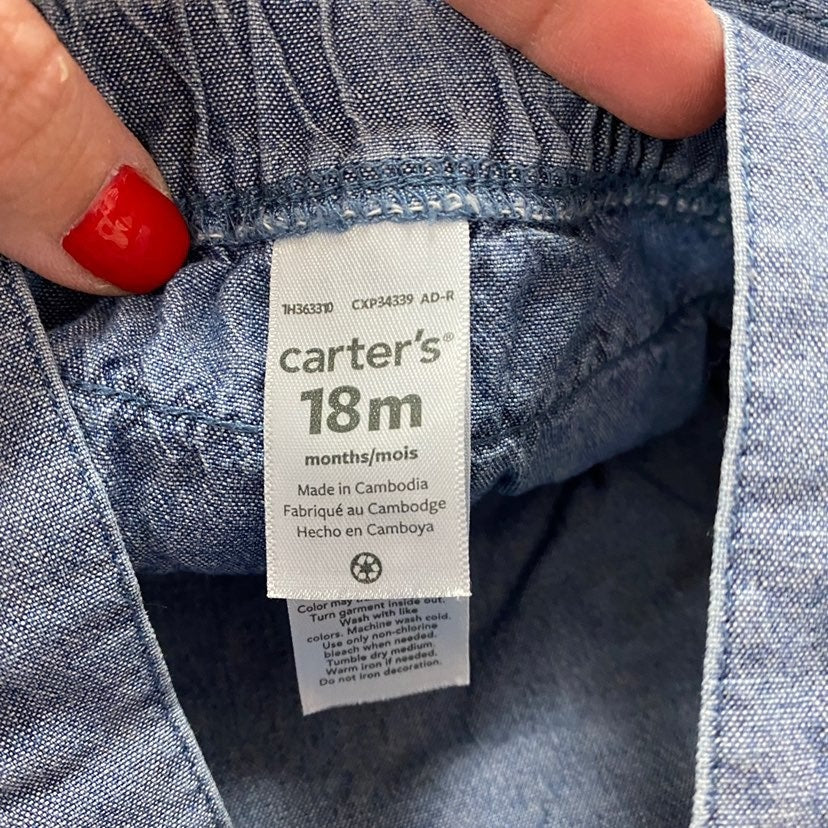 1H363310 CXP34339 AD-R
carter's®
18m
months/mois
Made in Cambodia
Fabriqué au Cambodge
Hecho en Camboya
Color may
Turn garment inside out.
Wash with like
colors. Machine wash cold.
Use only non-chlorine
bleach when needed.
Tumble dry medium
Warm iron if needed.
Do not iron decoration.